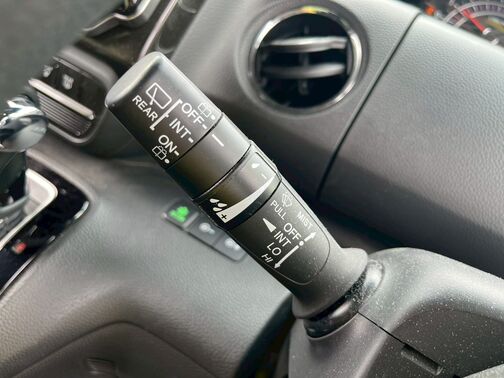 REAR
OFF
INT
ON
- +
PULL
MIST
OFF
INT
LO
HI